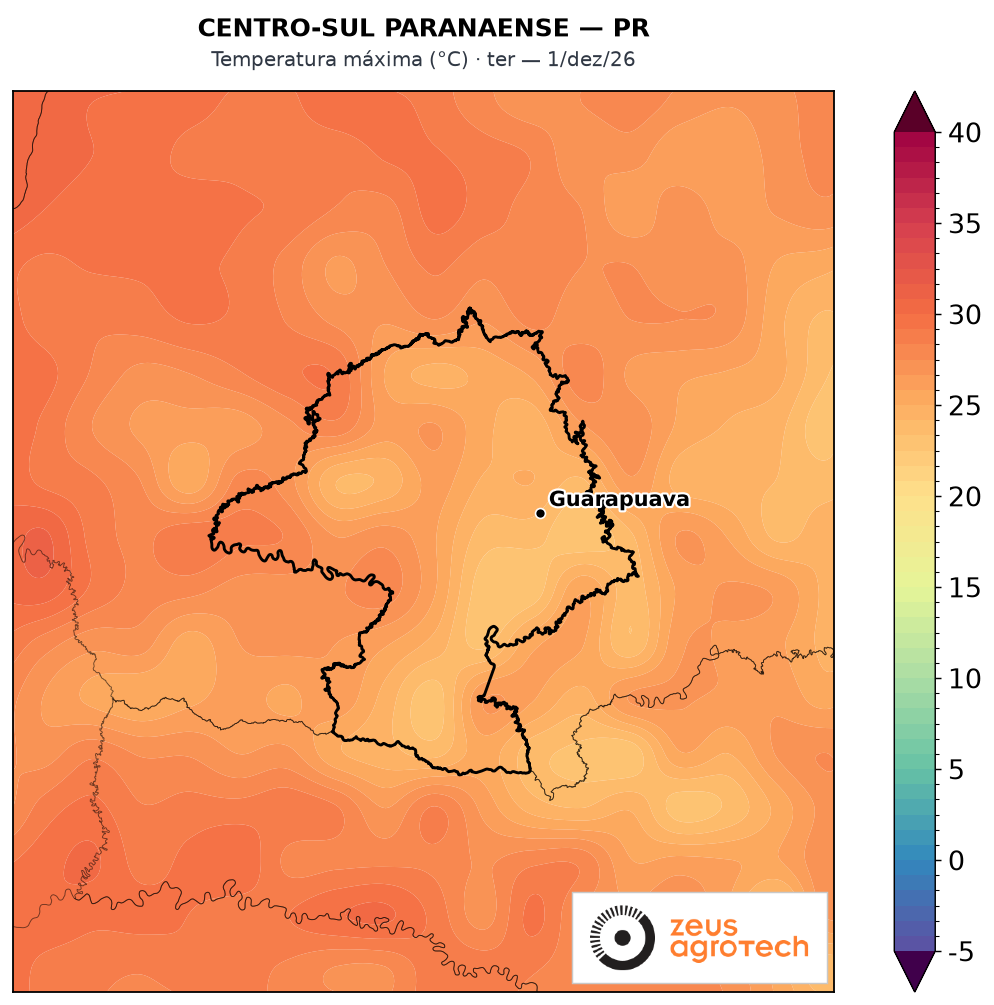 CENTRO-SUL PARANAENSE — PR
Temperatura máxima (°C) · ter — 1/dez/26
40
35
30
25
20
15
10
5
0
-5
Guarapuava
zeus
agrotech